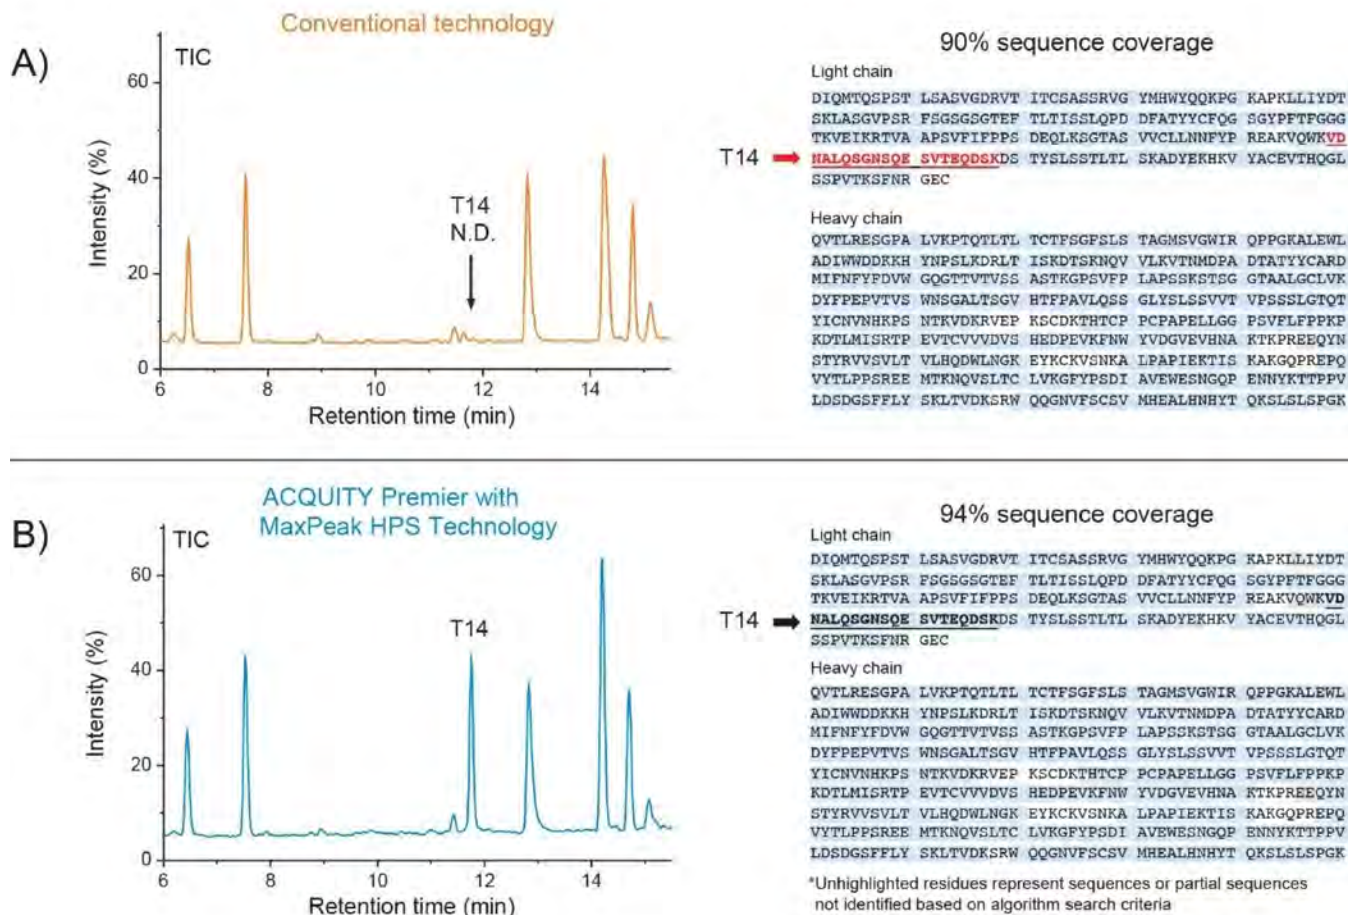 A)
Conventional technology
TIC
60
40
20
0
Intensity (%)
T14
N.D.
6 8 10 12 14
Retention time (min)
90% sequence coverage
Light chain
DIQMTQSPST LSASVGDRVT ITCSASSRVG YMHWYQQKPG KAPKLLIYDT
SKLASGVPSR FSGSGSGTEF TLTISSLQPD DFATYYCFQG SGYPFTFGGG
TKVEIKRTVA APSVFIFPPS DEQLKSGTAS VVCLLNNFYP REAKVQWKVD
T14
NALQSGNSQE SVTEQDSKDS TYSLSSTLTL SKADYEKHKV YACEVTHQGL
SSPVTKSFNR GEC
Heavy chain
QVTLRESGPA LVKPTQTLTL TCTFSGFSLS TAGMSVGWIR QPPGKALEWL
ADIWWDDKKH YNPSLKDRLT ISKDTSKNQV VLKVTNMDPA DTATYYCARD
MIFNFYFDVW GQGTTVTVSS ASTKGPSVFP LAPSSKSTSG GTAALGCLVK
DYFPEPVTVS WNSGALTSGV HTFPAVLQSS GLYSLSSVVT VPSSSLGTQT
YICNVNHKPS NTKVDKRVEP KSCDKTHTCP PCPAPELLGG PSVFLFPPKP
KDTLMISRTP EVTCVVVDVS HEDPEVKFNW YVDGVEVHNA KTKPREEQYN
STYRVVSVLT VLHQDWLNGK EYKCKVSNKA LPAPIEKTIS KAKGQPREPQ
VYTLPPSREE MTKNQVSLTC LVKGFYPSDI AVEWESNGQP ENNYKTTPPV
LDSDGSFFLY SKLTVDKSRW QQGNVFSCSV MHEALHNHYT QKSLSLSPGK
B)
ACQUITY Premier with
MaxPeak HPS Technology
TIC
60
40
20
0
Intensity (%)
T14
6 8 10 12 14
Retention time (min)
94% sequence coverage
Light chain
DIQMTQSPST LSASVGDRVT ITCSASSRVG YMHWYQQKPG KAPKLLIYDT
SKLASGVPSR FSGSGSGTEF TLTISSLQPD DFATYYCFQG SGYPFTFGGG
TKVEIKRTVA APSVFIFPPS DEQLKSGTAS VVCLLNNFYP REAKVQWKVD
T14
NALQSGNSQE SVTEQDSKDS TYSLSSTLTL SKADYEKHKV YACEVTHQGL
SSPVTKSFNR GEC
Heavy chain
QVTLRESGPA LVKPTQTLTL TCTFSGFSLS TAGMSVGWIR QPPGKALEWL
ADIWWDDKKH YNPSLKDRLT ISKDTSKNQV VLKVTNMDPA DTATYYCARD
MIFNFYFDVW GQGTTVTVSS ASTKGPSVFP LAPSSKSTSG GTAALGCLVK
DYFPEPVTVS WNSGALTSGV HTFPAVLQSS GLYSLSSVVT VPSSSLGTQT
YICNVNHKPS NTKVDKRVEP KSCDKTHTCP PCPAPELLGG PSVFLFPPKP
KDTLMISRTP EVTCVVVDVS HEDPEVKFNW YVDGVEVHNA KTKPREEQYN
STYRVVSVLT VLHQDWLNGK EYKCKVSNKA LPAPIEKTIS KAKGQPREPQ
VYTLPPSREE MTKNQVSLTC LVKGFYPSDI AVEWESNGQP ENNYKTTPPV
LDSDGSFFLY SKLTVDKSRW QQGNVFSCSV MHEALHNHYT QKSLSLSPGK
*Unhighlighted residues represent sequences or partial sequences
not identified based on algorithm search criteria